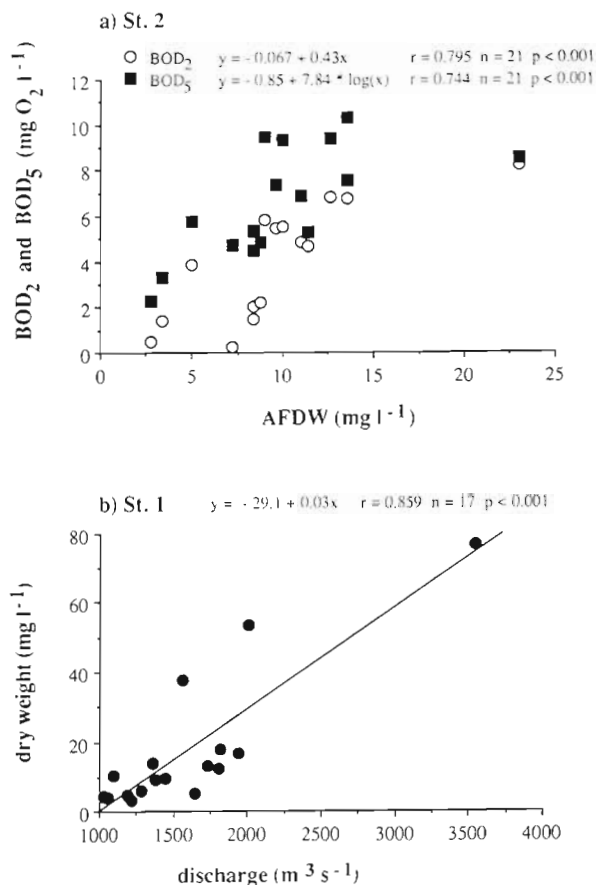 a) St. 2
BOD2 y = - 0.067 + 0.43x r = 0.795 n = 21 p < 0.001
BOD5 y = - 0.85 + 7.84 * log(x) r = 0.744 n = 21 p < 0.001
BOD2 and BOD5 (mg O2 l-1)
12
10
8
6
4
2
0
0 5 10 15 20 25
AFDW (mg l-1)
b) St. 1 y = - 29.1 + 0.03x r = 0.859 n = 17 p < 0.001
dry weight (mg l-1)
80
60
40
20
0
1000 1500 2000 2500 3000 3500 4000
discharge (m3 s-1)